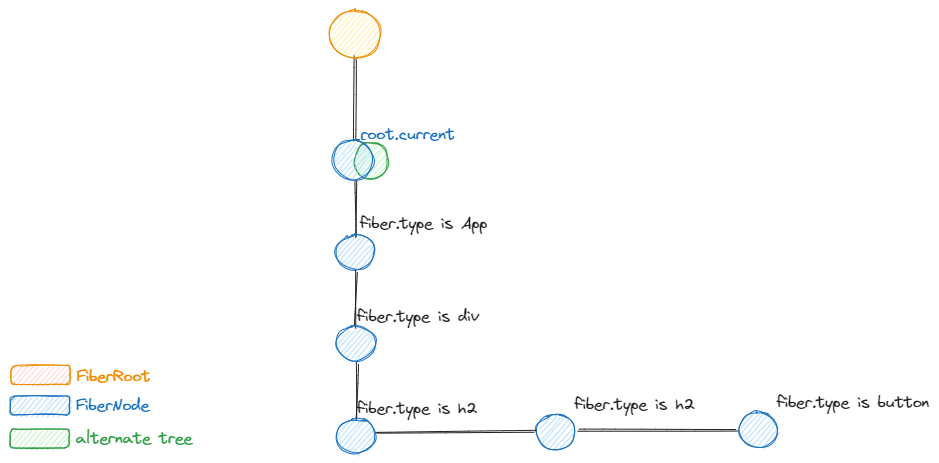 root.current
fiber.type is App
fiber.type is div
fiber.type is h2
fiber.type is h2
fiber.type is button
FiberRoot
FiberNode
alternate tree